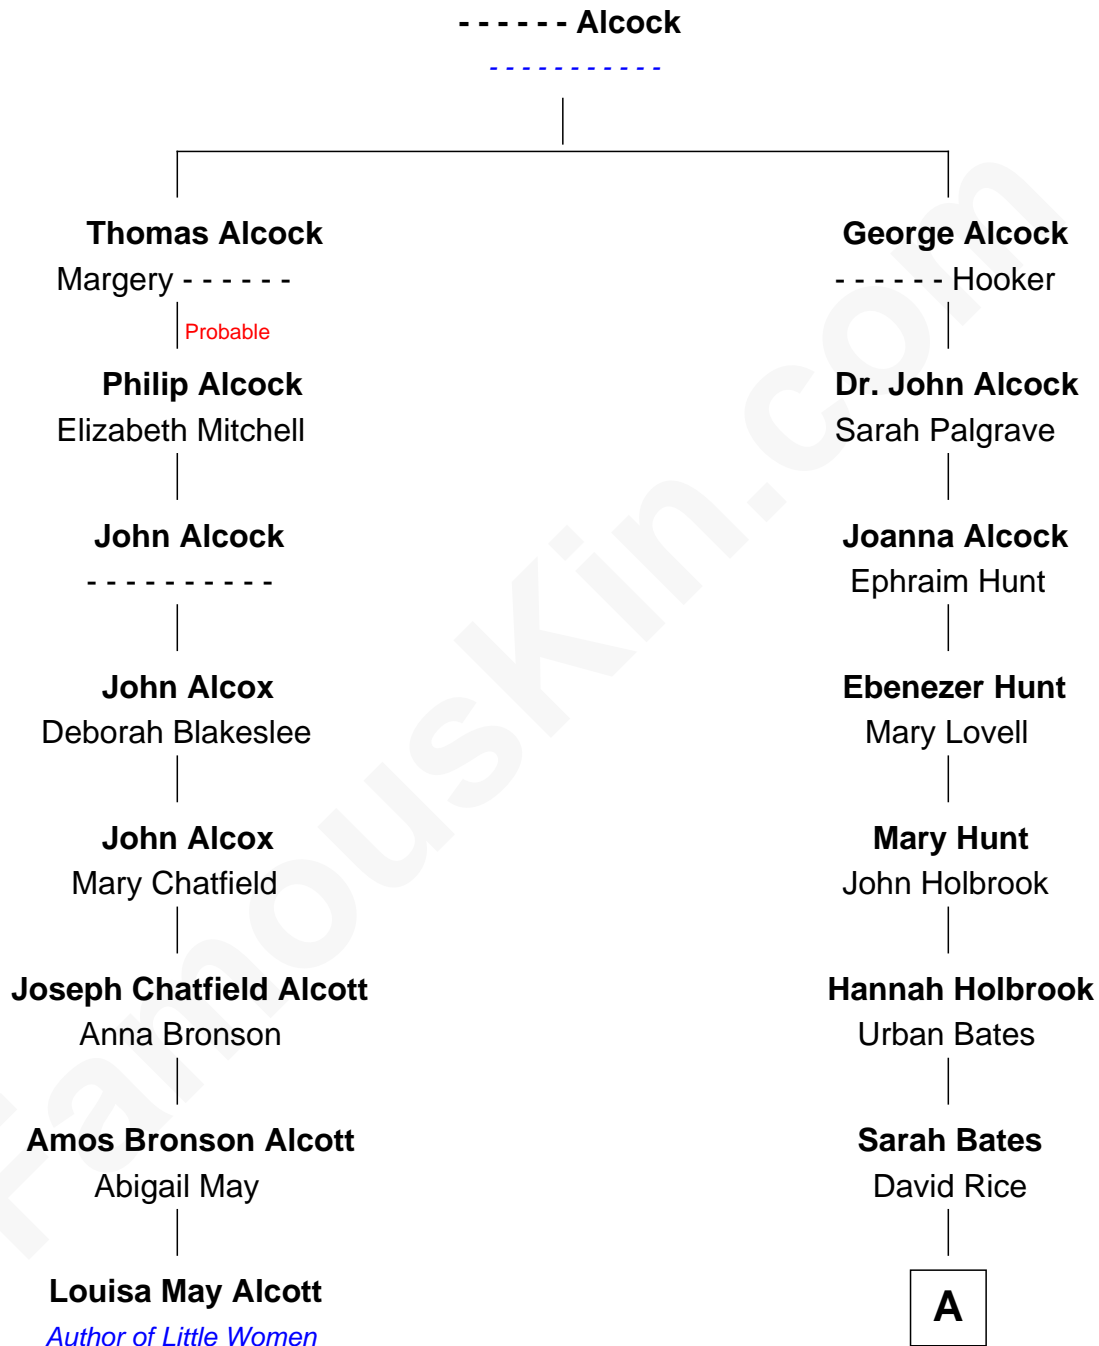 - - - - - - Alcock
- - - - - - - - - - -
Thomas Alcock
Margery - - - - - -
Probable
Philip Alcock
Elizabeth Mitchell
John Alcock
- - - - - - - - - -
John Alcox
Deborah Blakeslee
John Alcox
Mary Chatfield
Joseph Chatfield Alcott
Anna Bronson
Amos Bronson Alcott
Abigail May
Louisa May Alcott
Author of Little Women
George Alcock
- - - - - - Hooker
Dr. John Alcock
Sarah Palgrave
Joanna Alcock
Ephraim Hunt
Ebenezer Hunt
Mary Lovell
Mary Hunt
John Holbrook
Hannah Holbrook
Urban Bates
Sarah Bates
David Rice
A
FamousKin.com